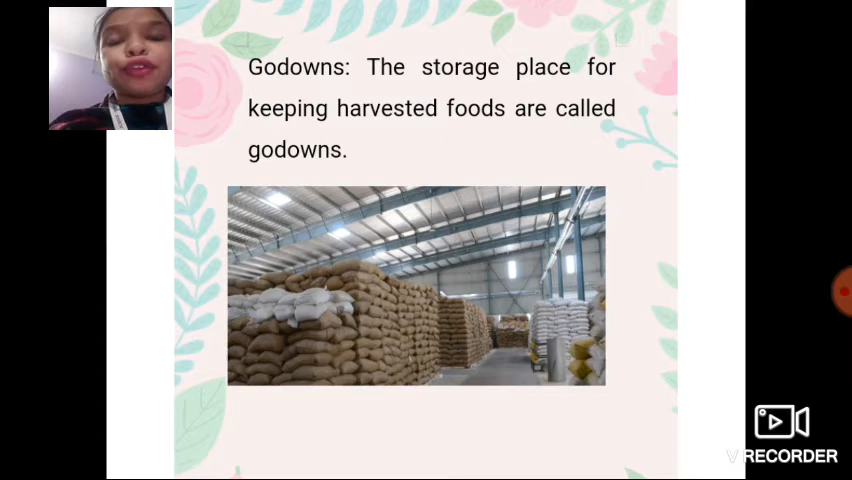 Godowns: The storage place for
keeping harvested foods are called
godowns.
V RECORDER